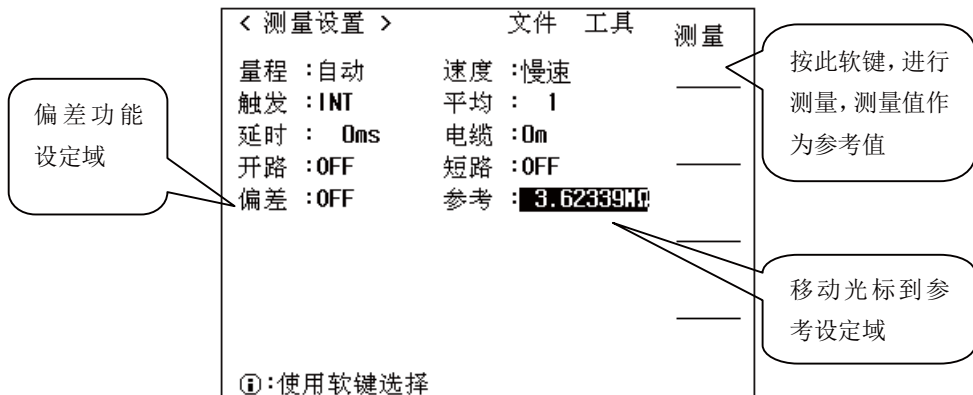 < 测量设置 > 文件 工具 测量
量程 :自动 速度 :慢速
触发 :INT 平均 : 1
延时 : 0ms 电缆 :0m
开路 :OFF 短路 :OFF
偏差 :OFF 参考 : 3.62339MΩ
ⓘ:使用软键选择
偏差功能
设定域
按此软键，进行
测量，测量值作
为参考值
移动光标到参
考设定域